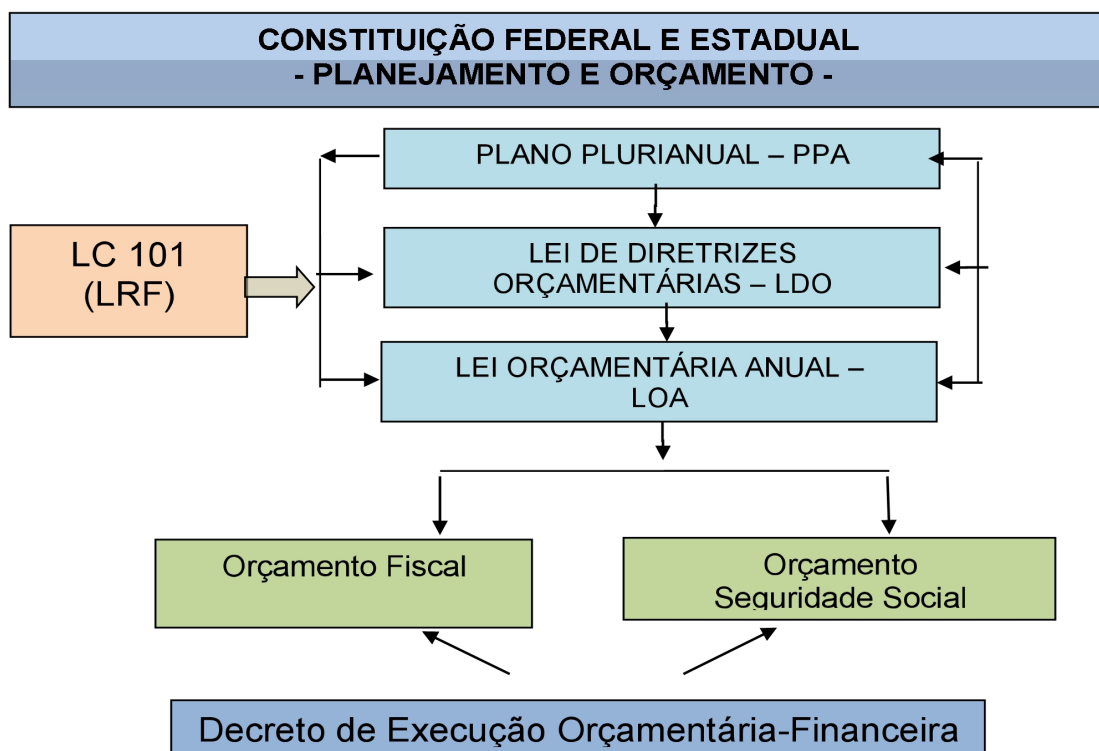 CONSTITUIÇÃO FEDERAL E ESTADUAL
- PLANEJAMENTO E ORÇAMENTO -
PLANO PLURIANUAL – PPA
LC 101
(LRF)
LEI DE DIRETRIZES
ORÇAMENTÁRIAS – LDO
LEI ORÇAMENTÁRIA ANUAL –
LOA
Orçamento Fiscal
Orçamento
Seguridade Social
Decreto de Execução Orçamentária-Financeira